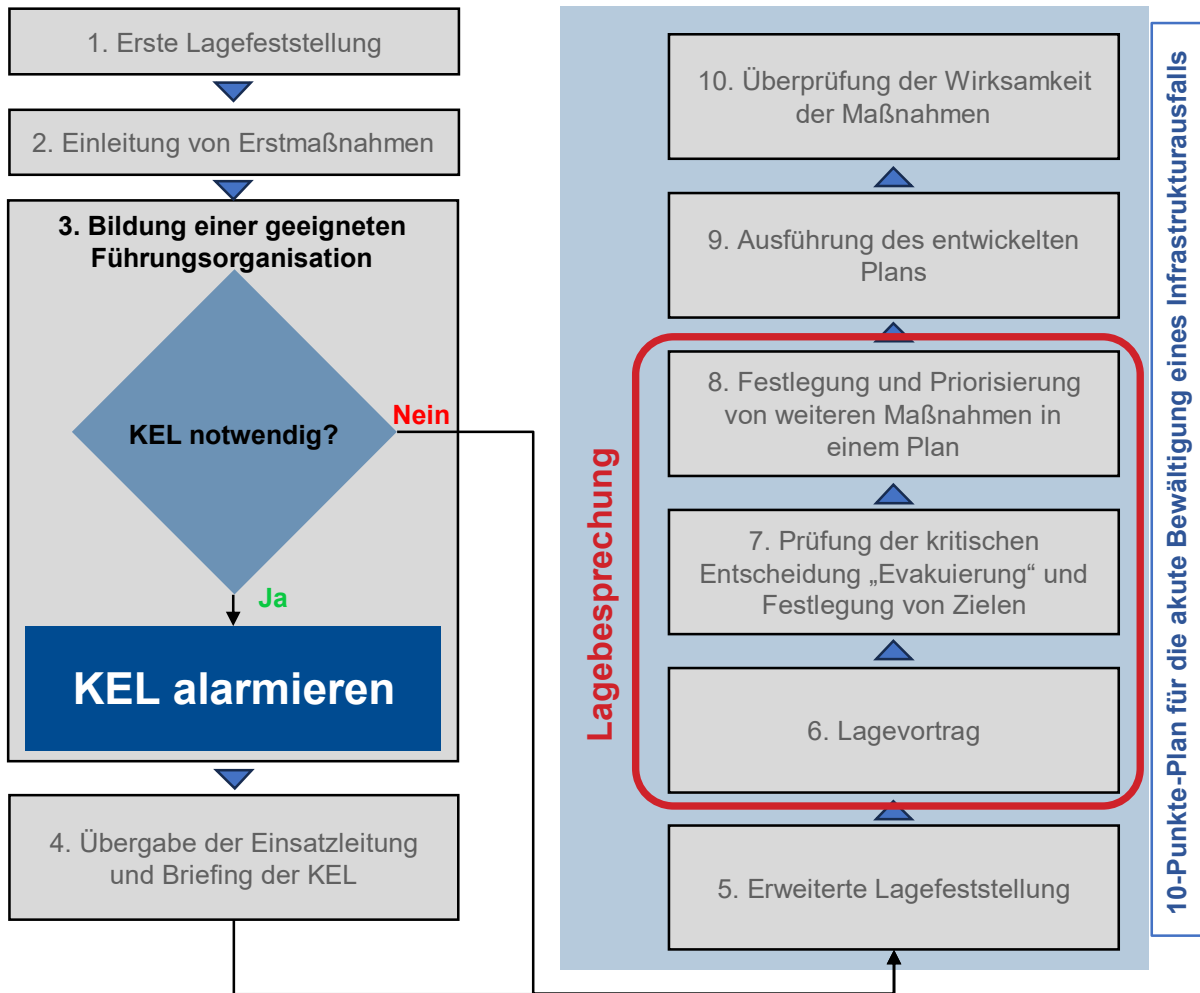 1. Erste Lagefeststellung
2. Einleitung von Erstmaßnahmen
3. Bildung einer geeigneten
Führungsorganisation
KEL notwendig?
Nein
Ja
KEL alarmieren
4. Übergabe der Einsatzleitung
und Briefing der KEL
5. Erweiterte Lagefeststellung
Lagebesprechung
6. Lagevortrag
7. Prüfung der kritischen
Entscheidung „Evakuierung“ und
Festlegung von Zielen
8. Festlegung und Priorisierung
von weiteren Maßnahmen in
einem Plan
9. Ausführung des entwickelten
Plans
10. Überprüfung der Wirksamkeit
der Maßnahmen
10-Punkte-Plan für die akute Bewältigung eines Infrastrukturausfalls